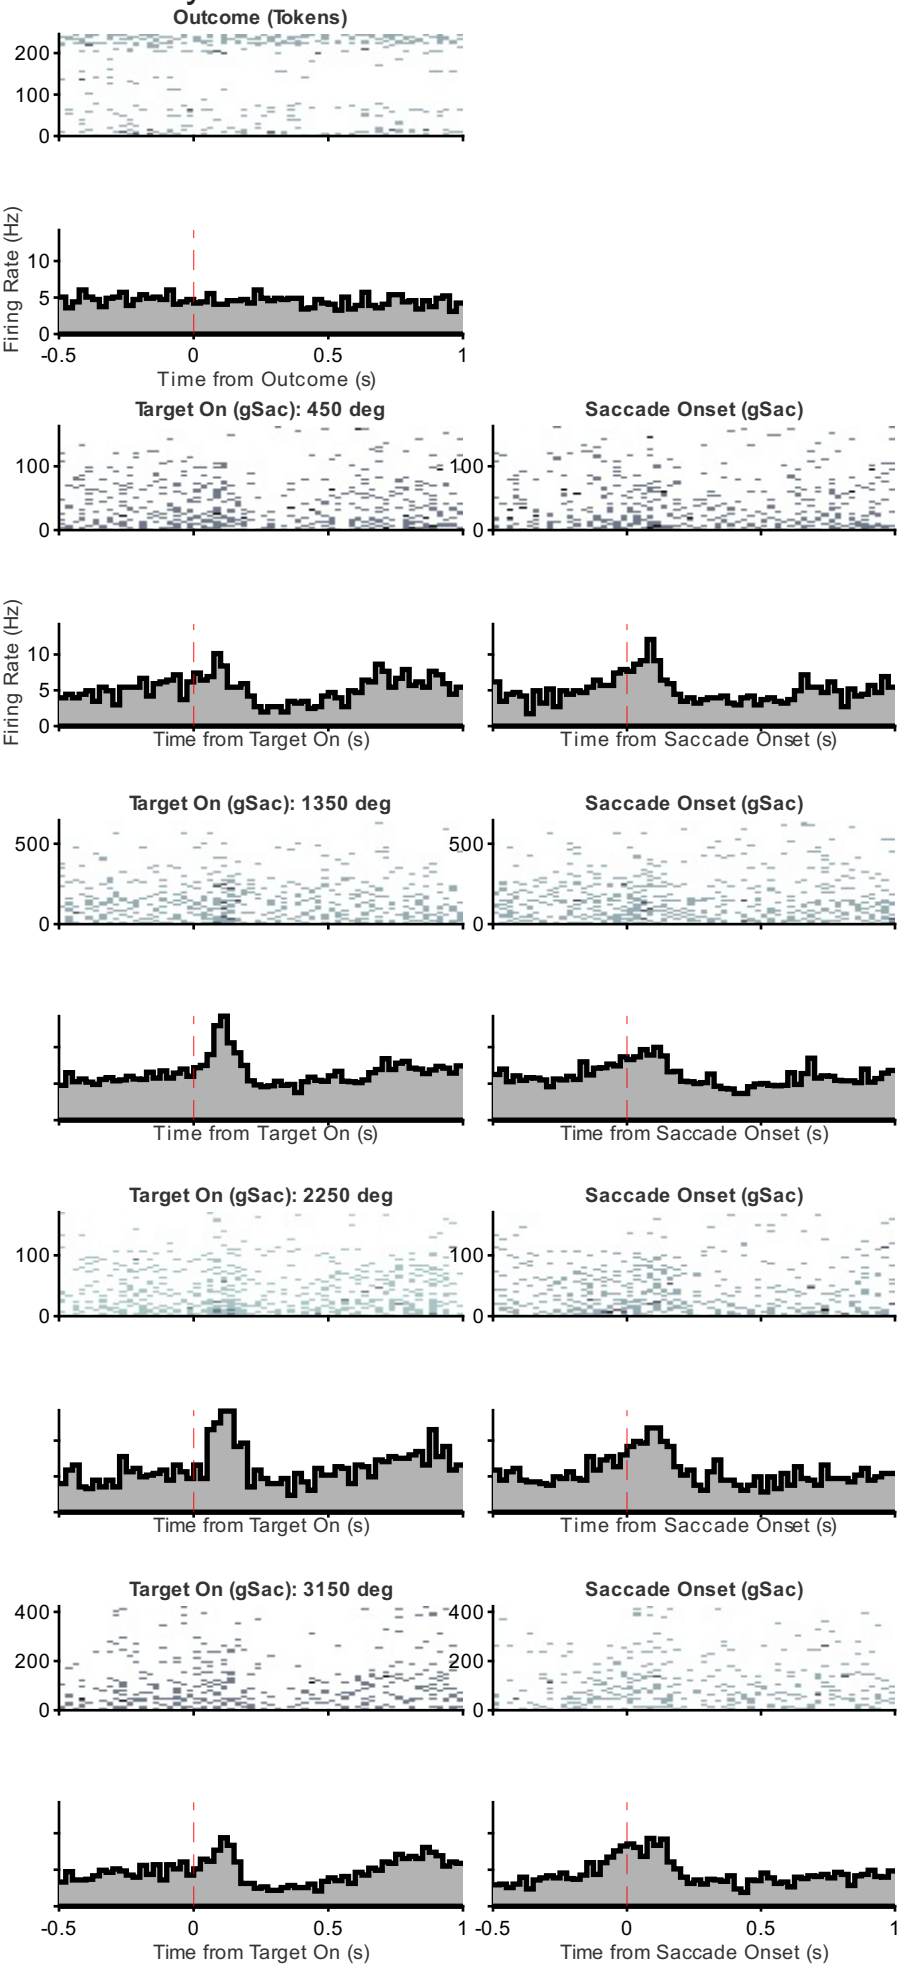 Outcome (Tokens)
200
100
0
Firing Rate (Hz)
10
5
0
-0.5 0 0.5 1
Time from Outcome (s)
Target On (gSac): 450 deg Saccade Onset (gSac)
100 100
0 0
Firing Rate (Hz)
10
5
0
Time from Target On (s) Time from Saccade Onset (s)
Target On (gSac): 1350 deg Saccade Onset (gSac)
500 500
0 0
Time from Target On (s) Time from Saccade Onset (s)
Target On (gSac): 2250 deg Saccade Onset (gSac)
100 100
0 0
Time from Target On (s) Time from Saccade Onset (s)
Target On (gSac): 3150 deg Saccade Onset (gSac)
400 400
200 200
0 0
-0.5 0 0.5 1 -0.5 0 0.5 1
Time from Target On (s) Time from Saccade Onset (s)